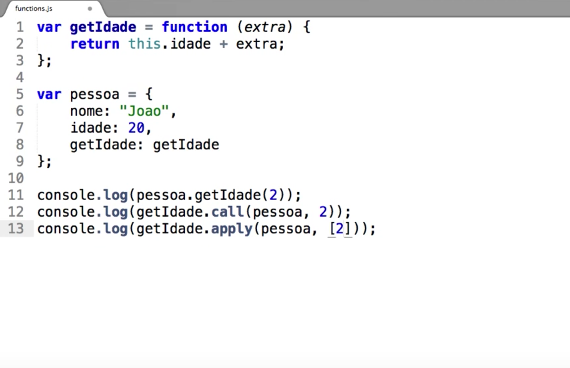 functions.js
1 var getIdade = function (extra) {
2     return this.idade + extra;
3 };
4
5 var pessoa = {
6     nome: "Joao",
7     idade: 20,
8     getIdade: getIdade
9 };
10
11 console.log(pessoa.getIdade(2));
12 console.log(getIdade.call(pessoa, 2));
13 console.log(getIdade.apply(pessoa, [2]));